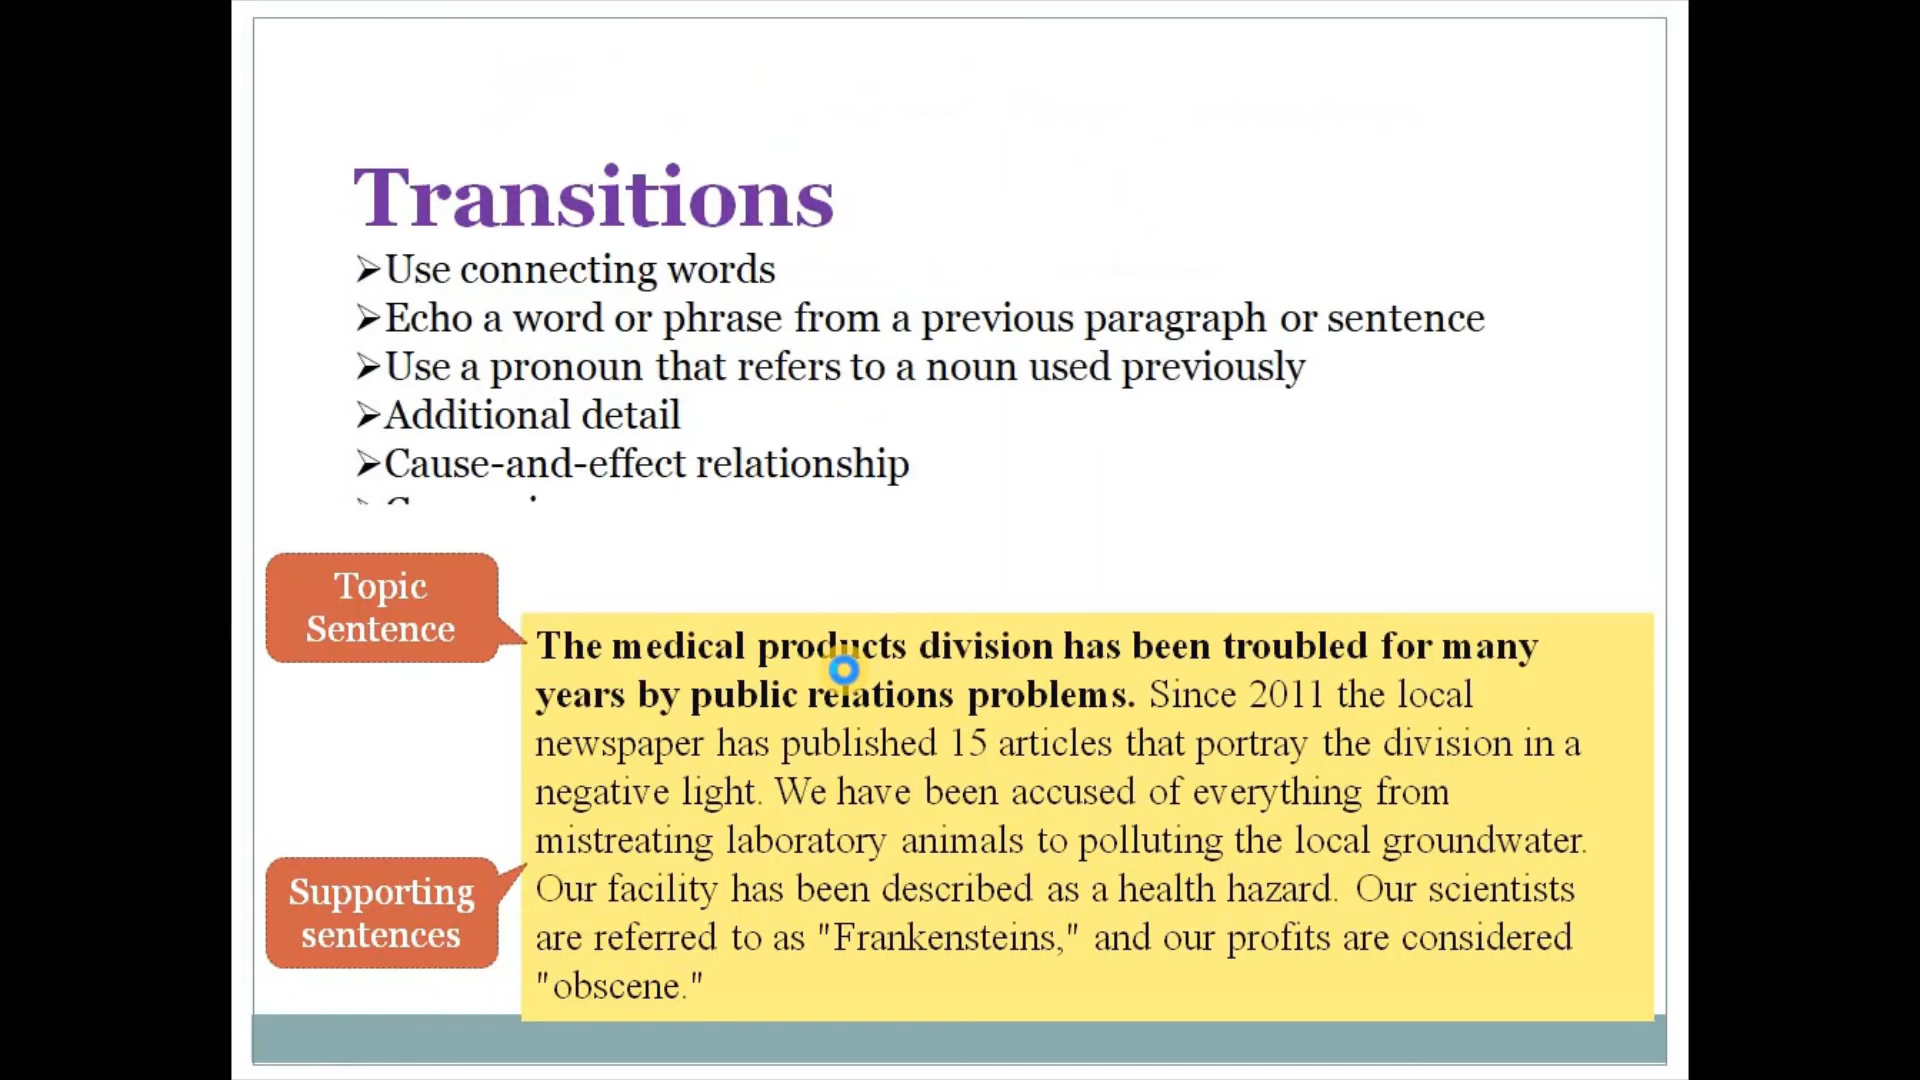 Transitions
➢Use connecting words
➢Echo a word or phrase from a previous paragraph or sentence
➢Use a pronoun that refers to a noun used previously
➢Additional detail
➢Cause-and-effect relationship
Topic
Sentence
The medical products division has been troubled for many
years by public relations problems. Since 2011 the local
newspaper has published 15 articles that portray the division in a
negative light. We have been accused of everything from
mistreating laboratory animals to polluting the local groundwater.
Our facility has been described as a health hazard. Our scientists
are referred to as "Frankensteins," and our profits are considered
"obscene."
Supporting
sentences